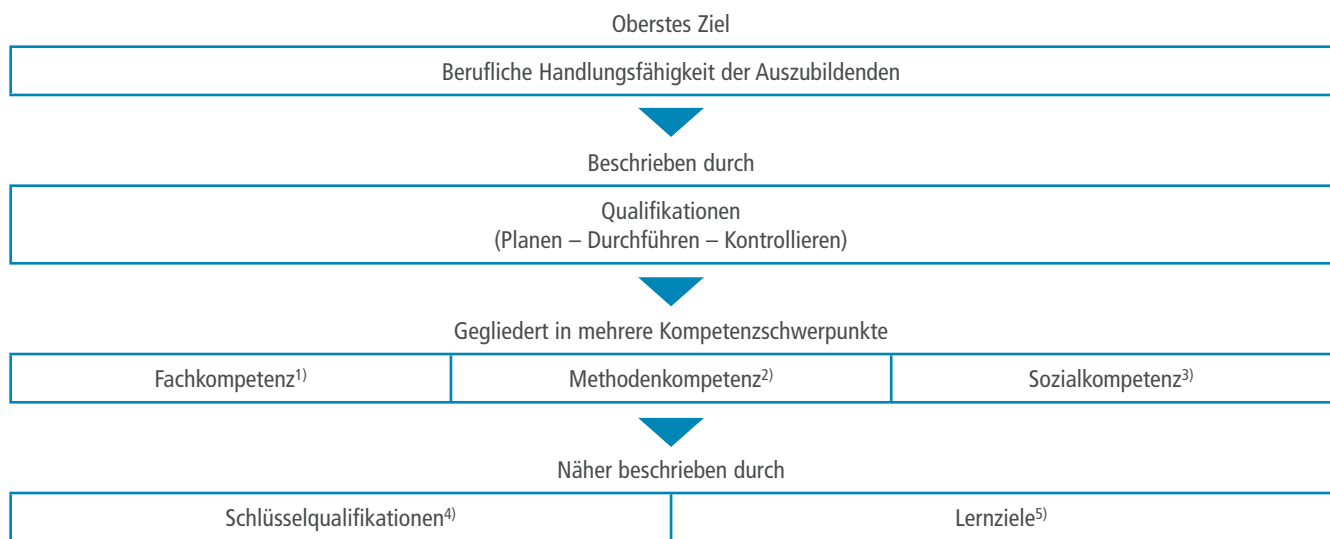 Oberstes Ziel
Berufliche Handlungsfähigkeit der Auszubildenden
Beschrieben durch
Qualifikationen
(Planen – Durchführen – Kontrollieren)
Gegliedert in mehrere Kompetenzschwerpunkte
Fachkompetenz¹⁾ Methodenkompetenz²⁾ Sozialkompetenz³⁾
Näher beschrieben durch
Schlüsselqualifikationen⁴⁾ Lernziele⁵⁾